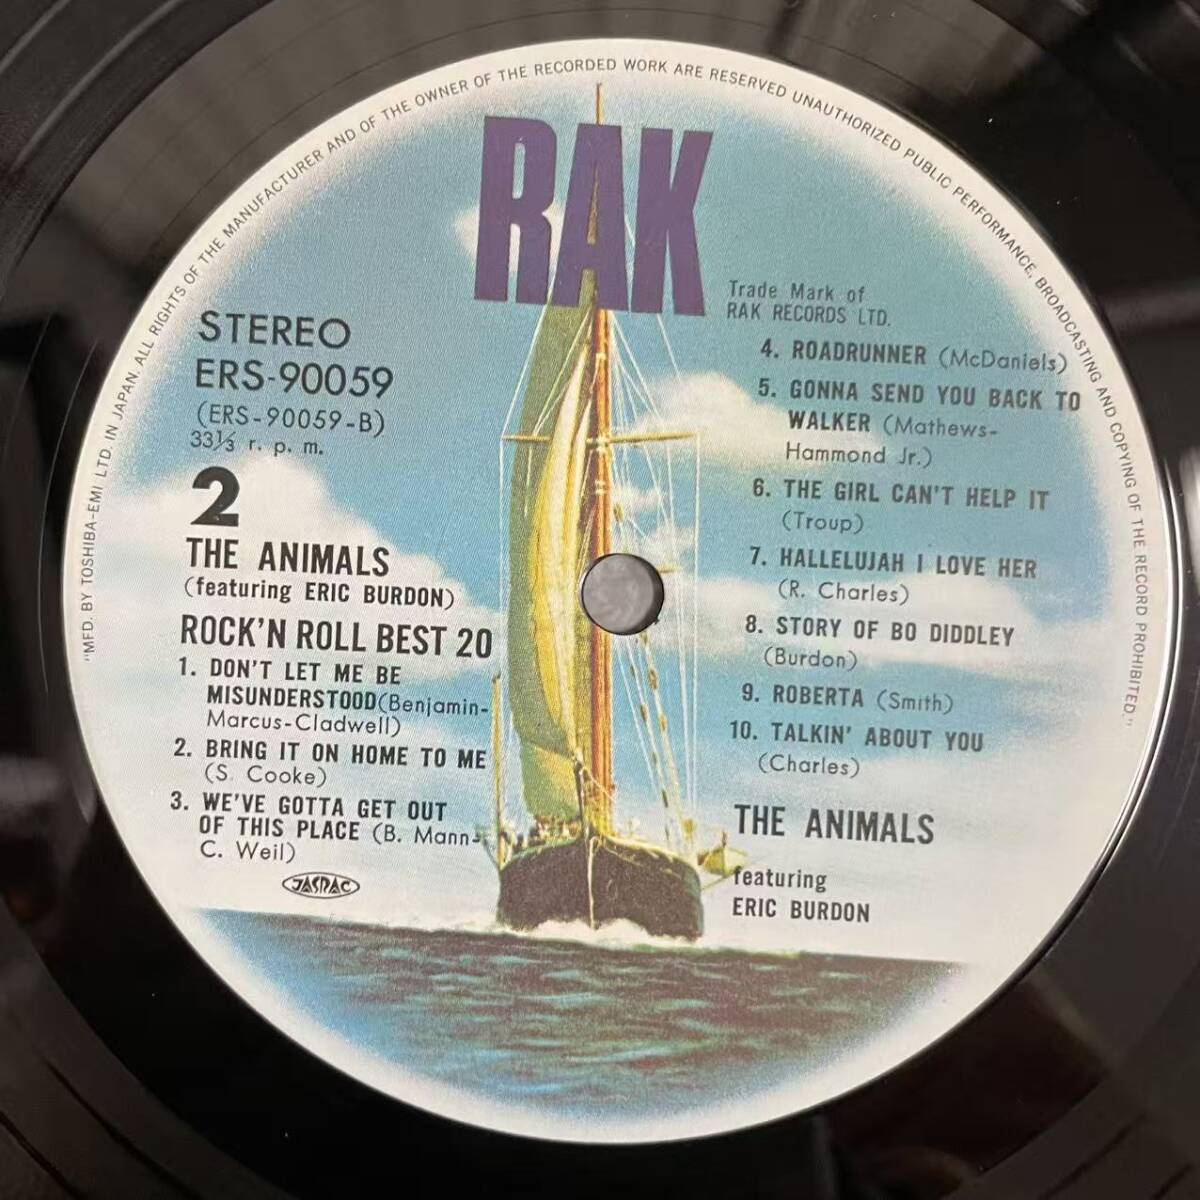 "MFD. BY TOSHIBA-EMI LTD. IN JAPAN. ALL RIGHTS OF THE MANUFACTURER AND OF THE OWNER OF THE RECORDED WORK ARE RESERVED UNAUTHORIZED PUBLIC PERFORMANCE, BROADCASTING AND COPYING OF THE RECORD PROHIBITED."
RAK
Trade Mark of
RAK RECORDS LTD.
STEREO
ERS-90059
(ERS-90059-B)
33⅓ r. p. m.
2
THE ANIMALS
(featuring ERIC BURDON)
ROCK'N ROLL BEST 20
1. DON'T LET ME BE
MISUNDERSTOOD(Benjamin-
Marcus-Cladwell)
2. BRING IT ON HOME TO ME
(S. Cooke)
3. WE'VE GOTTA GET OUT
OF THIS PLACE (B. Mann-
C. Weil)
JASRAC
4. ROADRUNNER (McDaniels)
5. GONNA SEND YOU BACK TO
WALKER (Mathews-
Hammond Jr.)
6. THE GIRL CAN'T HELP IT
(Troup)
7. HALLELUJAH I LOVE HER
(R. Charles)
8. STORY OF BO DIDDLEY
(Burdon)
9. ROBERTA (Smith)
10. TALKIN' ABOUT YOU
(Charles)
THE ANIMALS
featuring
ERIC BURDON